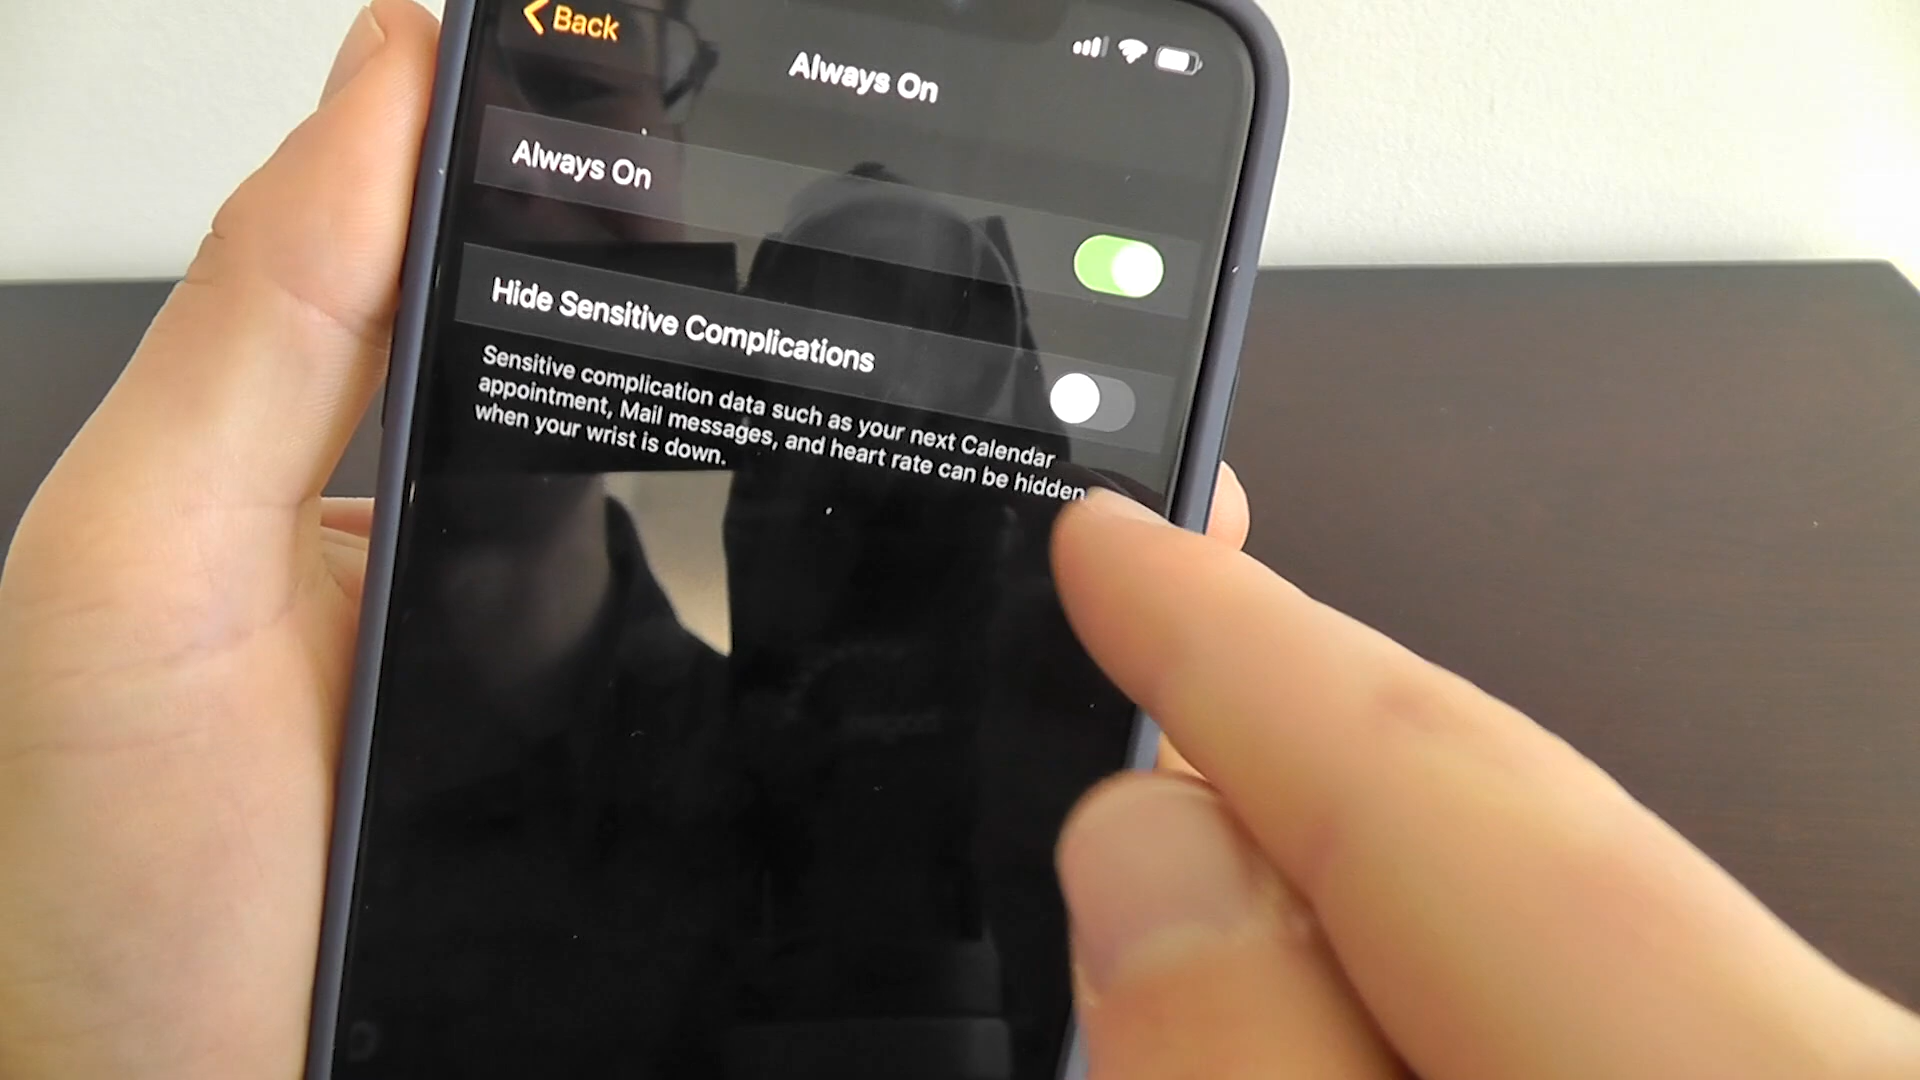 Back
Always On
Always On
Hide Sensitive Complications
Sensitive complication data such as your next Calendar
appointment, Mail messages, and heart rate can be hidden
when your wrist is down.